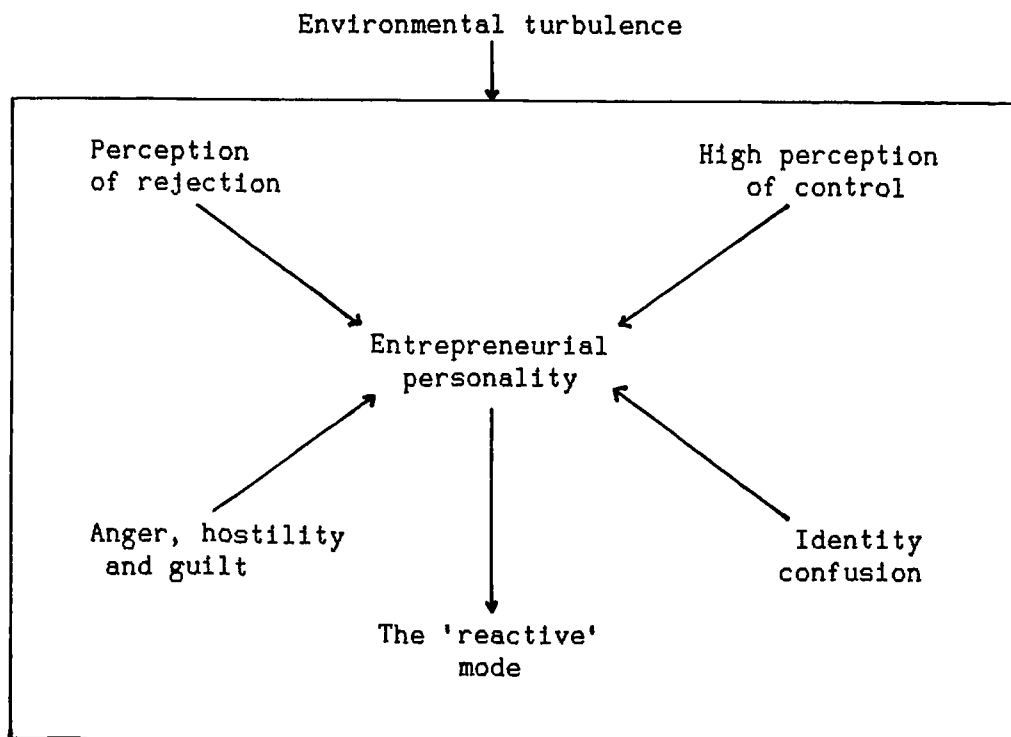 Environmental turbulence
Perception
of rejection
High perception
of control
Entrepreneurial
personality
Anger, hostility
and guilt
Identity
confusion
The 'reactive'
mode